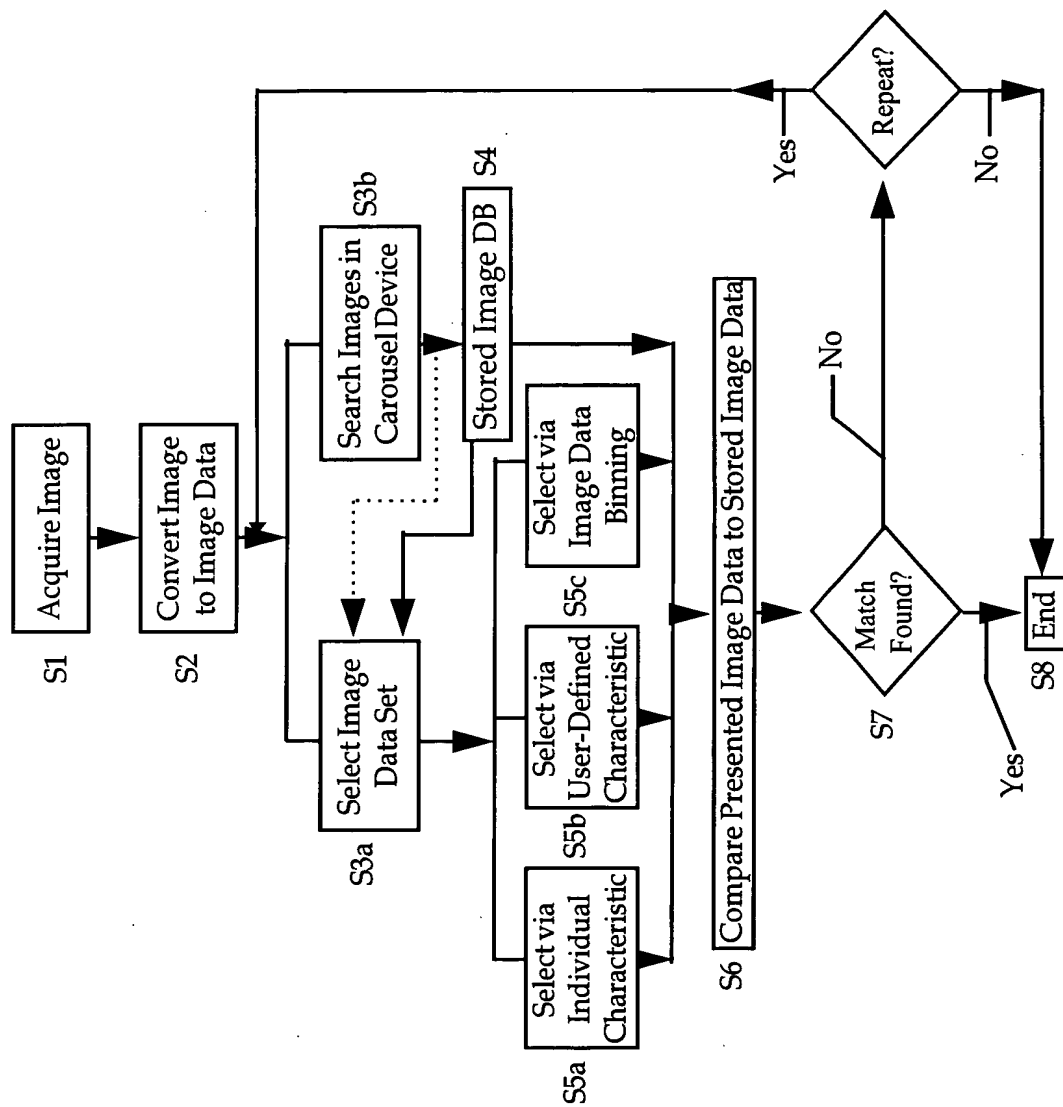 S1
Acquire Image
S2
Convert Image
to Image Data
S3a
Select Image
Data Set
Search Images in
Carousel Device
S3b
Stored Image DB
S4
S5a
Select via
Individual
Characteristic
S5b
Select via
User-Defined
Characteristic
S5c
Select via
Image Data
Binning
S6
Compare Presented Image Data to Stored Image Data
S7
Match
Found?
No
Yes
Repeat?
Yes
No
S8
End